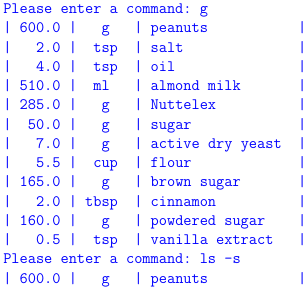 Please enter a command: g
| 600.0 |   g   | peanuts          |
|   2.0 |  tsp  | salt             |
|   4.0 |  tsp  | oil              |
| 510.0 |  ml   | almond milk      |
| 285.0 |   g   | Nuttelex         |
|  50.0 |   g   | sugar            |
|   7.0 |   g   | active dry yeast |
|   5.5 |  cup  | flour            |
| 165.0 |   g   | brown sugar      |
|   2.0 | tbsp  | cinnamon         |
| 160.0 |   g   | powdered sugar   |
|   0.5 |  tsp  | vanilla extract  |
Please enter a command: ls -s
| 600.0 |   g   | peanuts          |